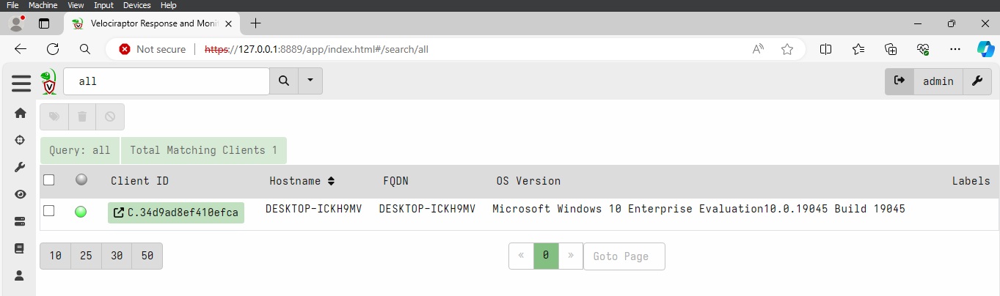 File Machine View Input Devices Help
Velociraptor Response and Monit
Not secure https://127.0.0.1:8889/app/index.html#/search/all
all
admin
Query: all Total Matching Clients 1
Client ID Hostname FQDN OS Version Labels
C.34d9ad8ef410efca DESKTOP-ICKH9MV DESKTOP-ICKH9MV Microsoft Windows 10 Enterprise Evaluation10.0.19045 Build 19045
10 25 30 50 « 0 » Goto Page